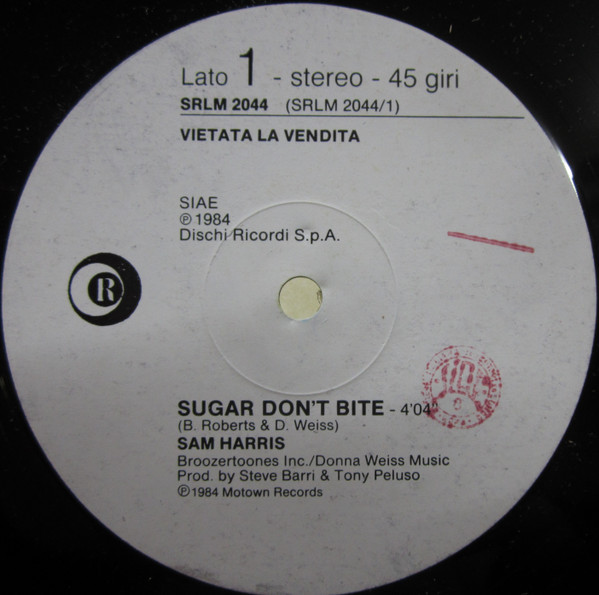 Lato 1 - stereo - 45 giri
SRLM 2044 (SRLM 2044/1)
VIETATA LA VENDITA
SIAE
℗ 1984
Dischi Ricordi S.p.A.
R
SUGAR DON'T BITE - 4'04"
(B. Roberts & D. Weiss)
SAM HARRIS
Broozertoones Inc./Donna Weiss Music
Prod. by Steve Barri & Tony Peluso
℗ 1984 Motown Records